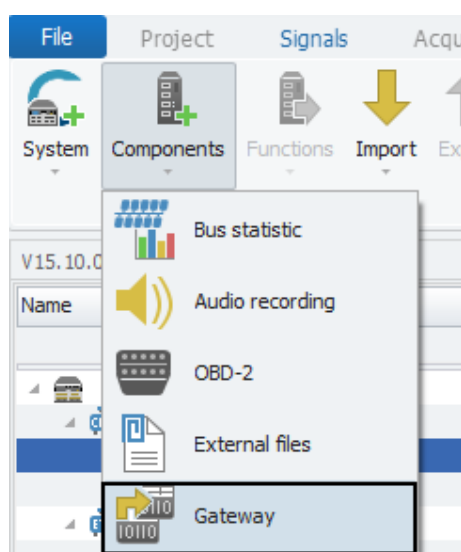 File Project Signals Acqu
System Components Functions Import Ex
Bus statistic
V15.10.0
Audio recording
Name
OBD-2
External files
Gateway